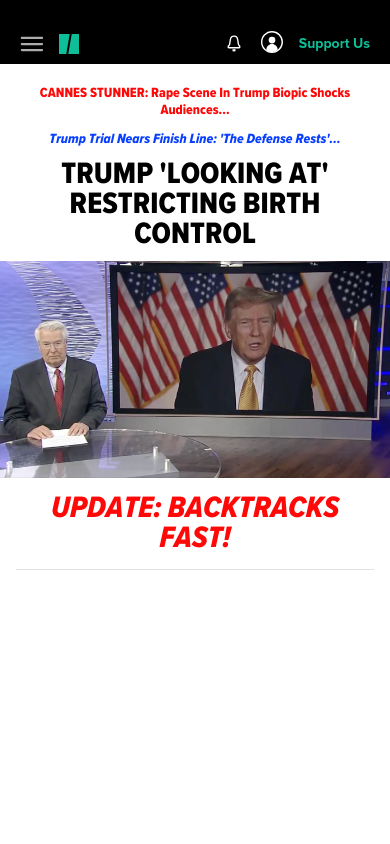 Support Us
CANNES STUNNER: Rape Scene In Trump Biopic Shocks
Audiences...
Trump Trial Nears Finish Line: 'The Defense Rests'...
TRUMP 'LOOKING AT'
RESTRICTING BIRTH
CONTROL
UPDATE: BACKTRACKS
FAST!